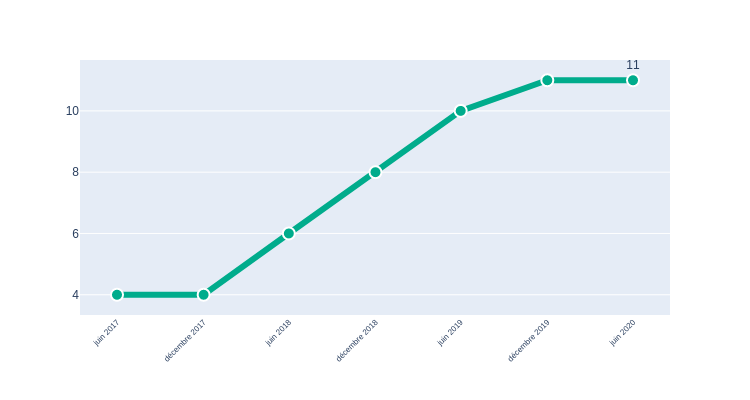 11
10
8
6
4
juin 2017
décembre 2017
juin 2018
décembre 2018
juin 2019
décembre 2019
juin 2020